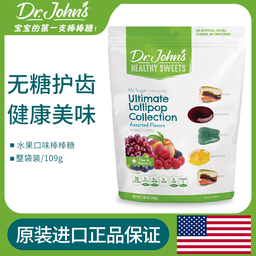 Dr. John's
宝宝的第一支棒棒糖!
无糖护齿
健康美味
·水果口味棒棒糖
·整袋装/109g
Dr. John's
HEALTHY SWEETS
Ultimate
Lollipop
Collection
Assorted Flavors
原装进口正品保证